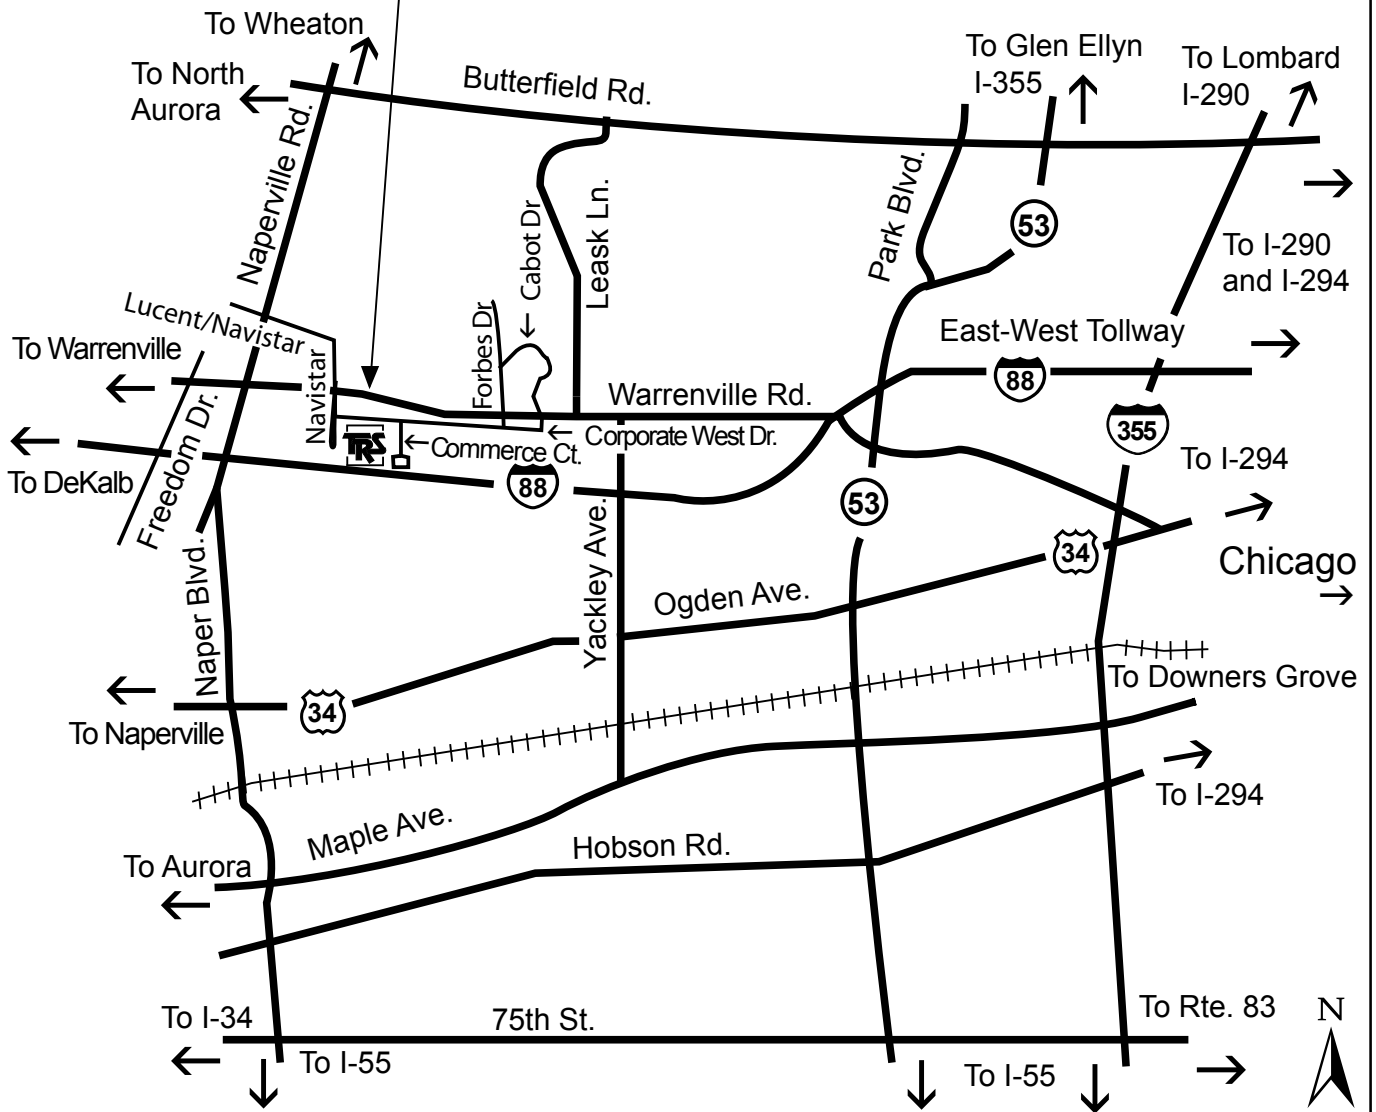 To Wheaton
To North
Aurora
Butterfield Rd.
To Glen Ellyn
I-355
To Lombard
I-290
Naperville Rd.
Leask Ln.
Cabot Dr
Park Blvd.
53
To I-290
and I-294
Lucent/Navistar
Forbes Dr
East-West Tollway
To Warrenville
Navistar
88
Warrenville Rd.
Freedom Dr.
TRS
Commerce Ct.
Corporate West Dr.
355
To I-294
To DeKalb
88
53
Naper Blvd.
Yackley Ave.
34
Chicago
Ogden Ave.
To Downers Grove
34
To Naperville
To I-294
Maple Ave.
Hobson Rd.
To Aurora
To I-34
75th St.
To Rte. 83
N
To I-55
To I-55